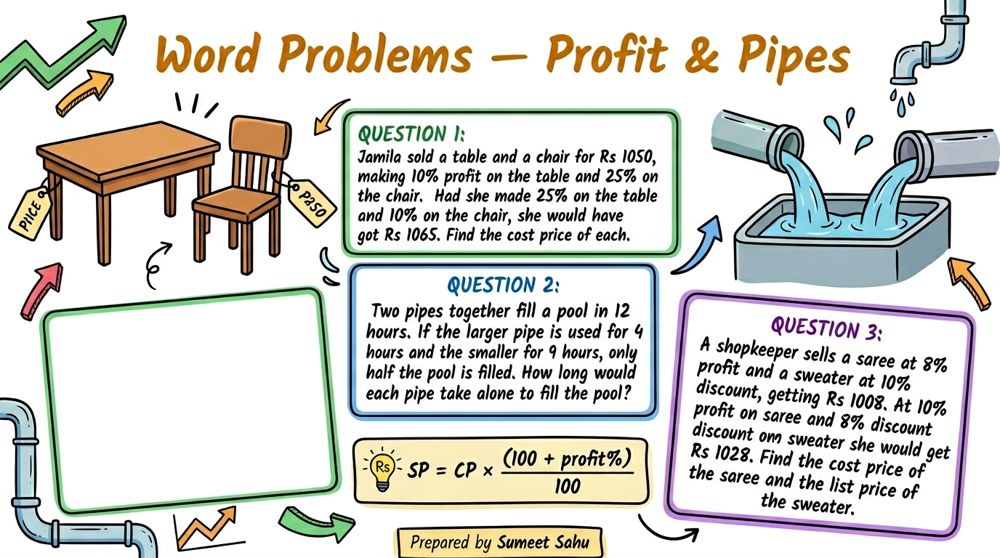 Word Problems — Profit & Pipes
PIICE
P250
QUESTION 1:
Jamila sold a table and a chair for Rs 1050,
making 10% profit on the table and 25% on
the chair. Had she made 25% on the table
and 10% on the chair, she would have
got Rs 1065. Find the cost price of each.
QUESTION 2:
Two pipes together fill a pool in 12
hours. If the larger pipe is used for 4
hours and the smaller for 9 hours, only
half the pool is filled. How long would
each pipe take alone to fill the pool?
QUESTION 3:
A shopkeeper sells a saree at 8%
profit and a sweater at 10%
discount, getting Rs 1008. At 10%
profit on saree and 8% discount
discount on sweater she would get
Rs 1028. Find the cost price of
the saree and the list price of
the sweater.
Rs
SP = CP × (100 + profit%)
100
Prepared by Sumeet Sahu